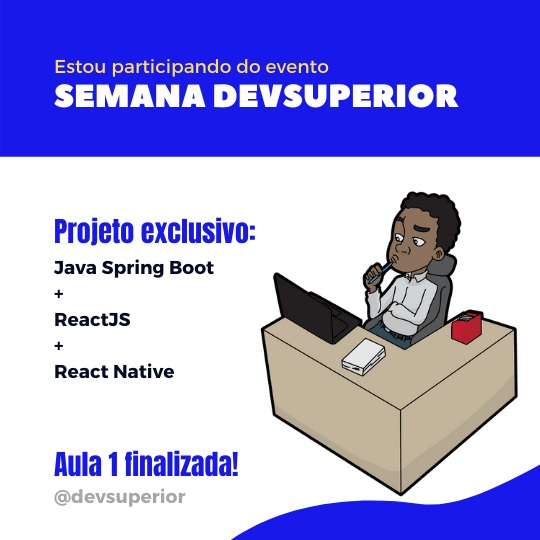 Estou participando do evento
SEMANA DEVSUPERIOR
Projeto exclusivo:
Java Spring Boot
+
ReactJS
+
React Native
Aula 1 finalizada!
@devsuperior